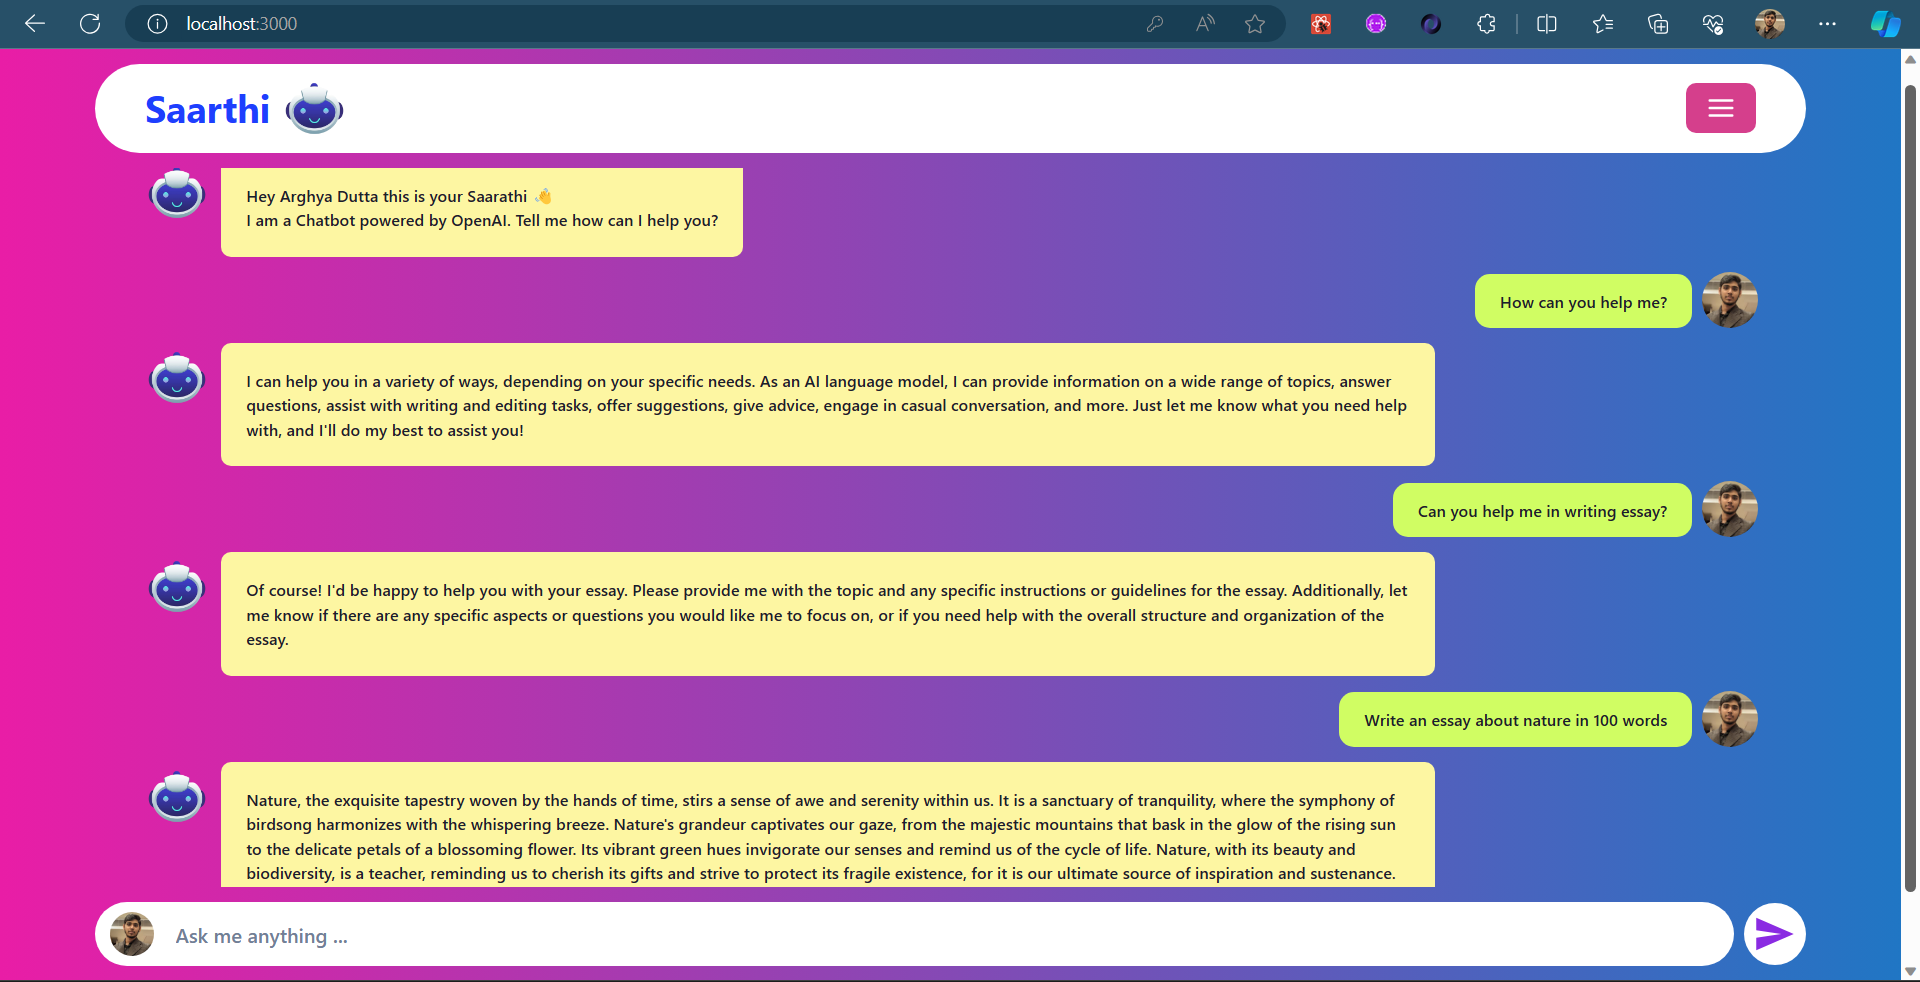 localhost:3000
Saarthi
Hey Arghya Dutta this is your Saarathi 👋
I am a Chatbot powered by OpenAI. Tell me how can I help you?
How can you help me?
I can help you in a variety of ways, depending on your specific needs. As an AI language model, I can provide information on a wide range of topics, answer
questions, assist with writing and editing tasks, offer suggestions, give advice, engage in casual conversation, and more. Just let me know what you need help
with, and I'll do my best to assist you!
Can you help me in writing essay?
Of course! I'd be happy to help you with your essay. Please provide me with the topic and any specific instructions or guidelines for the essay. Additionally, let
me know if there are any specific aspects or questions you would like me to focus on, or if you need help with the overall structure and organization of the
essay.
Write an essay about nature in 100 words
Nature, the exquisite tapestry woven by the hands of time, stirs a sense of awe and serenity within us. It is a sanctuary of tranquility, where the symphony of
birdsong harmonizes with the whispering breeze. Nature's grandeur captivates our gaze, from the majestic mountains that bask in the glow of the rising sun
to the delicate petals of a blossoming flower. Its vibrant green hues invigorate our senses and remind us of the cycle of life. Nature, with its beauty and
biodiversity, is a teacher, reminding us to cherish its gifts and strive to protect its fragile existence, for it is our ultimate source of inspiration and sustenance.
Ask me anything ...